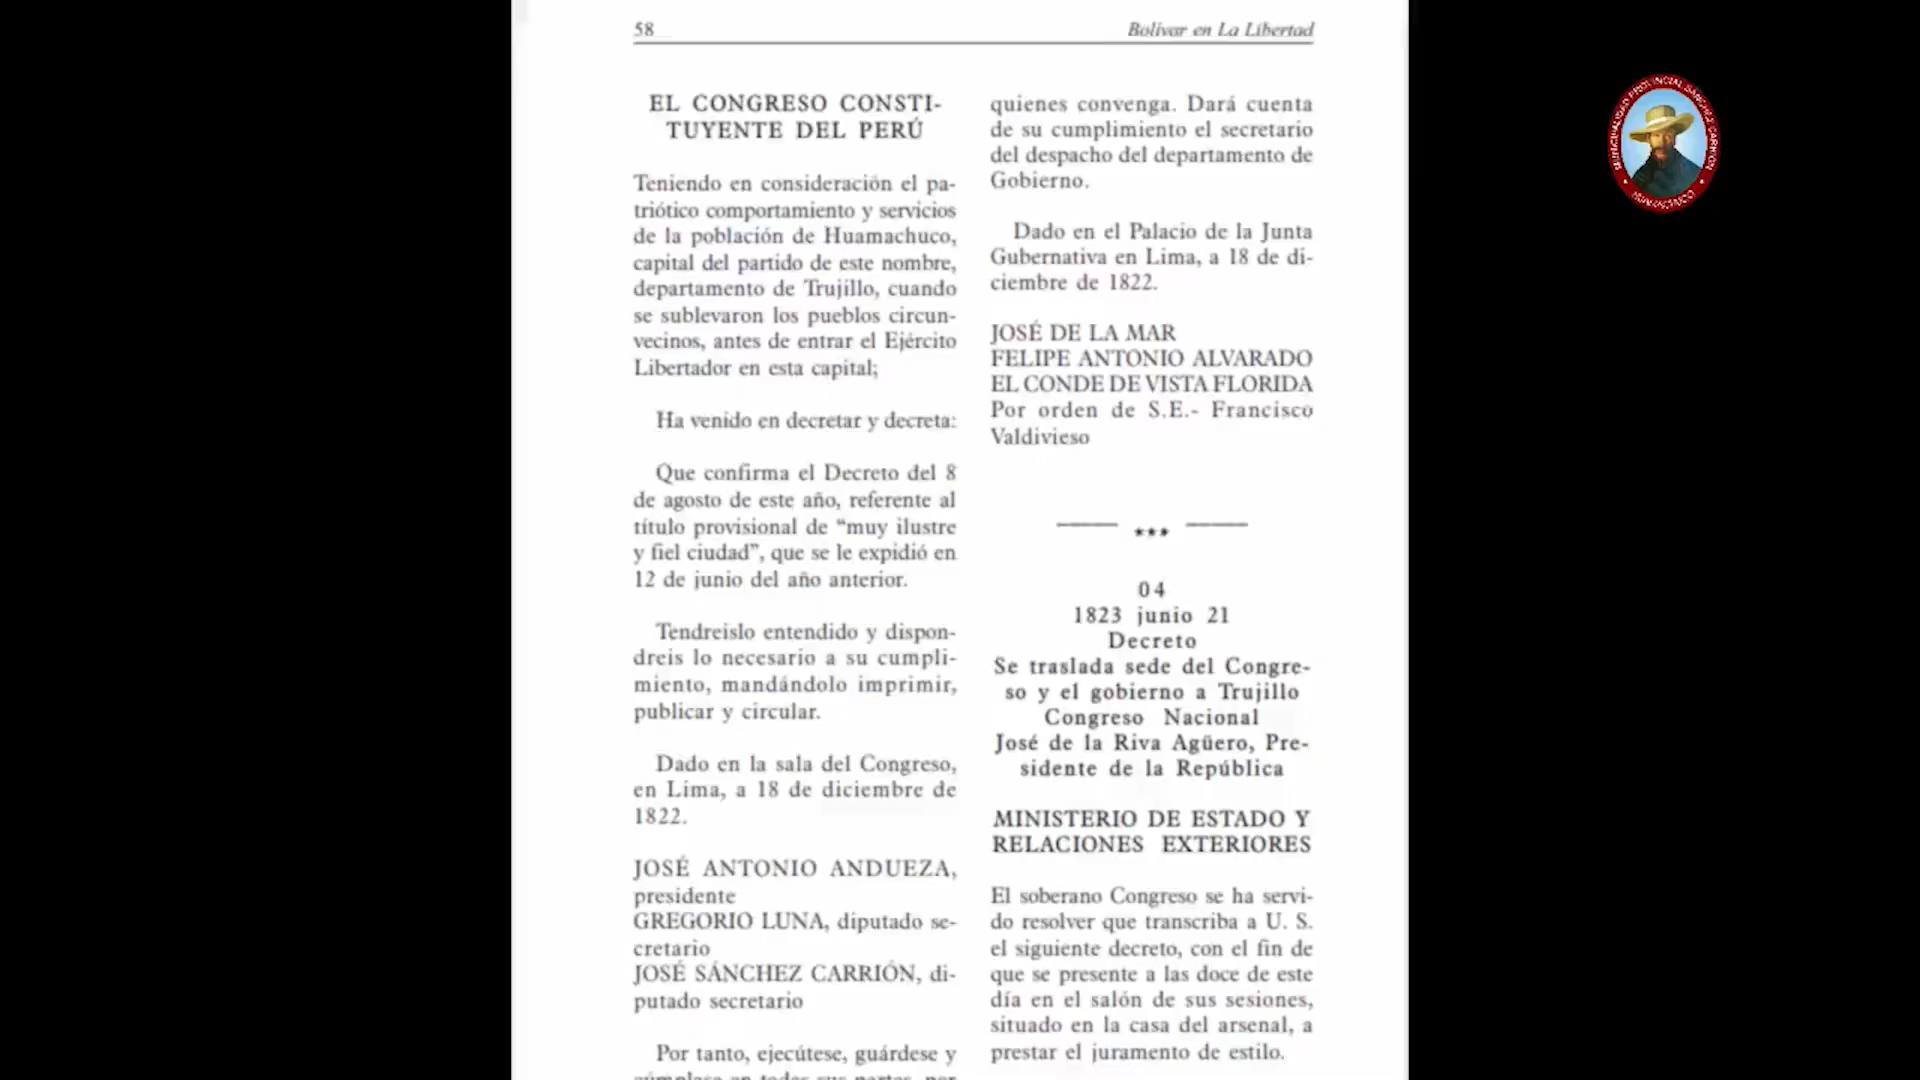 58
Bolívar en La Libertad
EL CONGRESO CONSTI-
TUYENTE DEL PERÚ
Teniendo en consideración el pa-
triótico comportamiento y servicios
de la población de Huamachuco,
capital del partido de este nombre,
departamento de Trujillo, cuando
se sublevaron los pueblos circun-
vecinos, antes de entrar el Ejército
Libertador en esta capital;
Ha venido en decretar y decreta:
Que confirma el Decreto del 8
de agosto de este año, referente al
título provisional de “muy ilustre
y fiel ciudad”, que se le expidió en
12 de junio del año anterior.
Tendreislo entendido y dispon-
dreis lo necesario a su cumpli-
miento, mandándolo imprimir,
publicar y circular.
Dado en la sala del Congreso,
en Lima, a 18 de diciembre de
1822.
JOSÉ ANTONIO ANDUEZA,
presidente
GREGORIO LUNA, diputado se-
cretario
JOSÉ SÁNCHEZ CARRIÓN, di-
putado secretario
Por tanto, ejecútese, guárdese y
cúmplase en todas sus partes, por
quienes convenga. Dará cuenta
de su cumplimiento el secretario
del despacho del departamento de
Gobierno.
Dado en el Palacio de la Junta
Gubernativa en Lima, a 18 de di-
ciembre de 1822.
JOSÉ DE LA MAR
FELIPE ANTONIO ALVARADO
EL CONDE DE VISTA FLORIDA
Por orden de S.E.- Francisco
Valdivieso
***
04
1823 junio 21
Decreto
Se traslada sede del Congre-
so y el gobierno a Trujillo
Congreso Nacional
José de la Riva Agüero, Pre-
sidente de la República
MINISTERIO DE ESTADO Y
RELACIONES EXTERIORES
El soberano Congreso se ha servi-
do resolver que transcriba a U. S.
el siguiente decreto, con el fin de
que se presente a las doce de este
día en el salón de sus sesiones,
situado en la casa del arsenal, a
prestar el juramento de estilo.
MUNICIPALIDAD PROVINCIAL SÁNCHEZ CARRIÓN
HUAMACHUCO